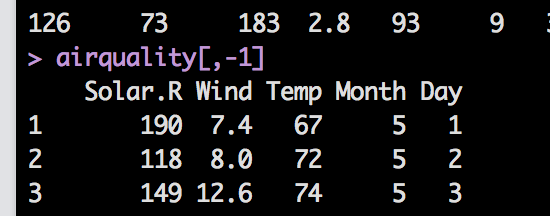 126 73 183 2.8 93 9
> airquality[,-1]
Solar.R Wind Temp Month Day
1 190 7.4 67 5 1
2 118 8.0 72 5 2
3 149 12.6 74 5 3